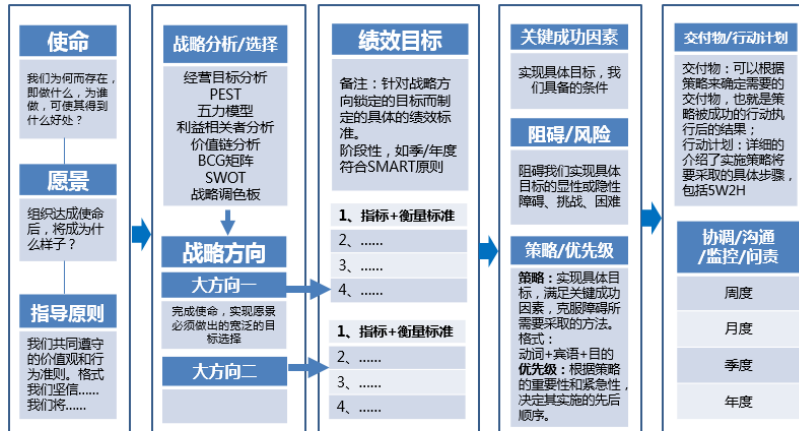 使命
我们为何而存在，
即做什么，为谁
做，可使其得到
什么好处？
愿景
组织达成使命
后，将成为什
么样子？
指导原则
我们共同遵守
的价值观和行
为准则。格式
我们坚信......
我们将......
战略分析/选择
经营目标分析
PEST
五力模型
利益相关者分析
价值链分析
BCG矩阵
SWOT
战略调色板
战略方向
大方向一
完成使命，实现愿景
必须做出的宽泛的目
标选择
大方向二
绩效目标
备注：针对战略方
向锁定的目标而制
定的具体的绩效标
准。
阶段性，如季/年度
符合SMART原则
1、指标+衡量标准
2、......
3、......
4、......
1、指标+衡量标准
2、......
3、......
4、......
关键成功因素
实现具体目标，我
们具备的条件
阻碍/风险
阻碍我们实现具体
目标的显性或隐性
障碍、挑战、困难
策略/优先级
策略：实现具体目
标，满足关键成功
因素，克服障碍所
需要采取的方法。
格式：
动词+宾语+目的
优先级：根据策略
的重要性和紧急性，
决定其实施的先后
顺序。
交付物/行动计划
交付物：可以根据
策略来确定需要的
交付物，也就是策
略被成功的行动执
行后的结果；
行动计划：详细的
介绍了实施策略将
要采取的具体步骤，
包括5W2H
协调/沟通
/监控/问责
周度
月度
季度
年度